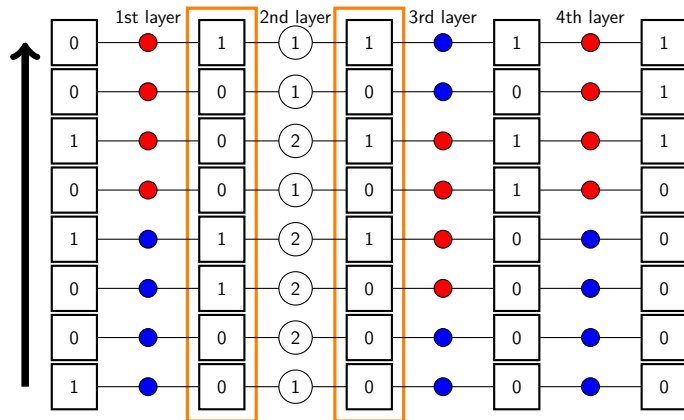 1st layer 2nd layer 3rd layer 4th layer
0 1 1 1 1 1
0 0 1 0 0 1
1 0 2 1 1 1
0 0 1 0 1 0
1 1 2 1 0 0
0 1 2 0 0 0
0 0 2 0 0 0
1 0 1 0 0 0